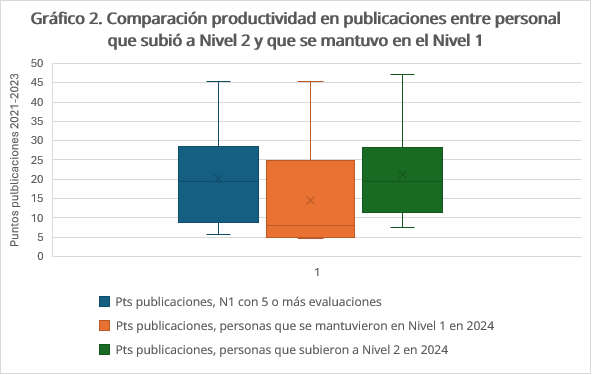 Gráfico 2. Comparación productividad en publicaciones entre personal
que subió a Nivel 2 y que se mantuvo en el Nivel 1
Puntos pulblicaciones 2021-2023
50
45
40
35
30
25
20
15
10
5
0
1
Pts publicaciones, N1 con 5 o más evaluaciones
Pts publicaciones, personas que se mantuvieron en Nivel 1 en 2024
Pts publicaciones, personas que subieron a Nivel 2 en 2024